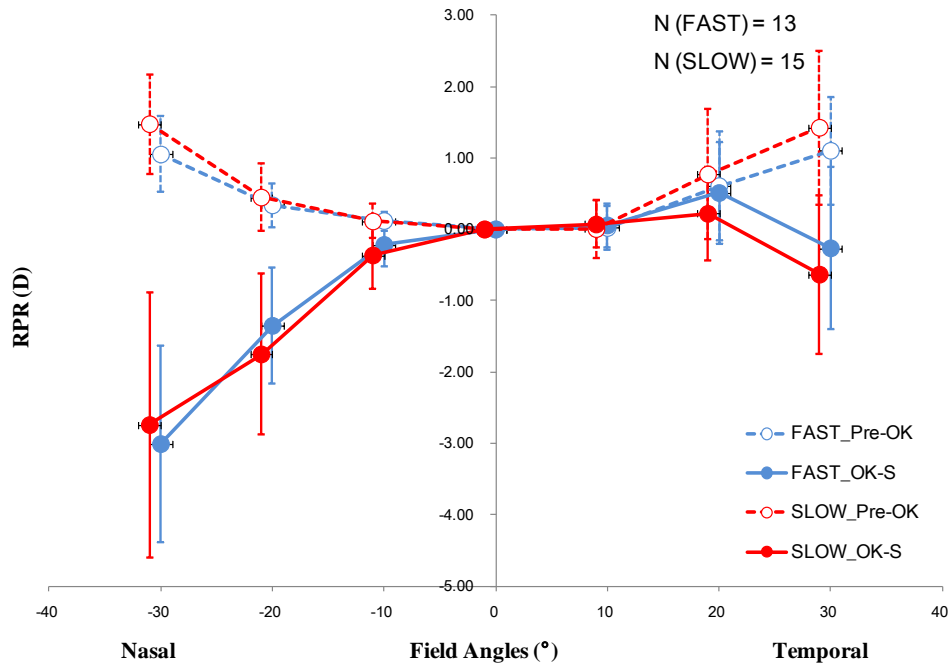 3.00
N (FAST) = 13
N (SLOW) = 15
2.00
1.00
0.00
RPR (D)
-1.00
-2.00
-3.00
FAST_Pre-OK
FAST_OK-S
-4.00
SLOW_Pre-OK
SLOW_OK-S
-5.00
-40 -30 -20 -10 0 10 20 30 40
Nasal Field Angles (°) Temporal